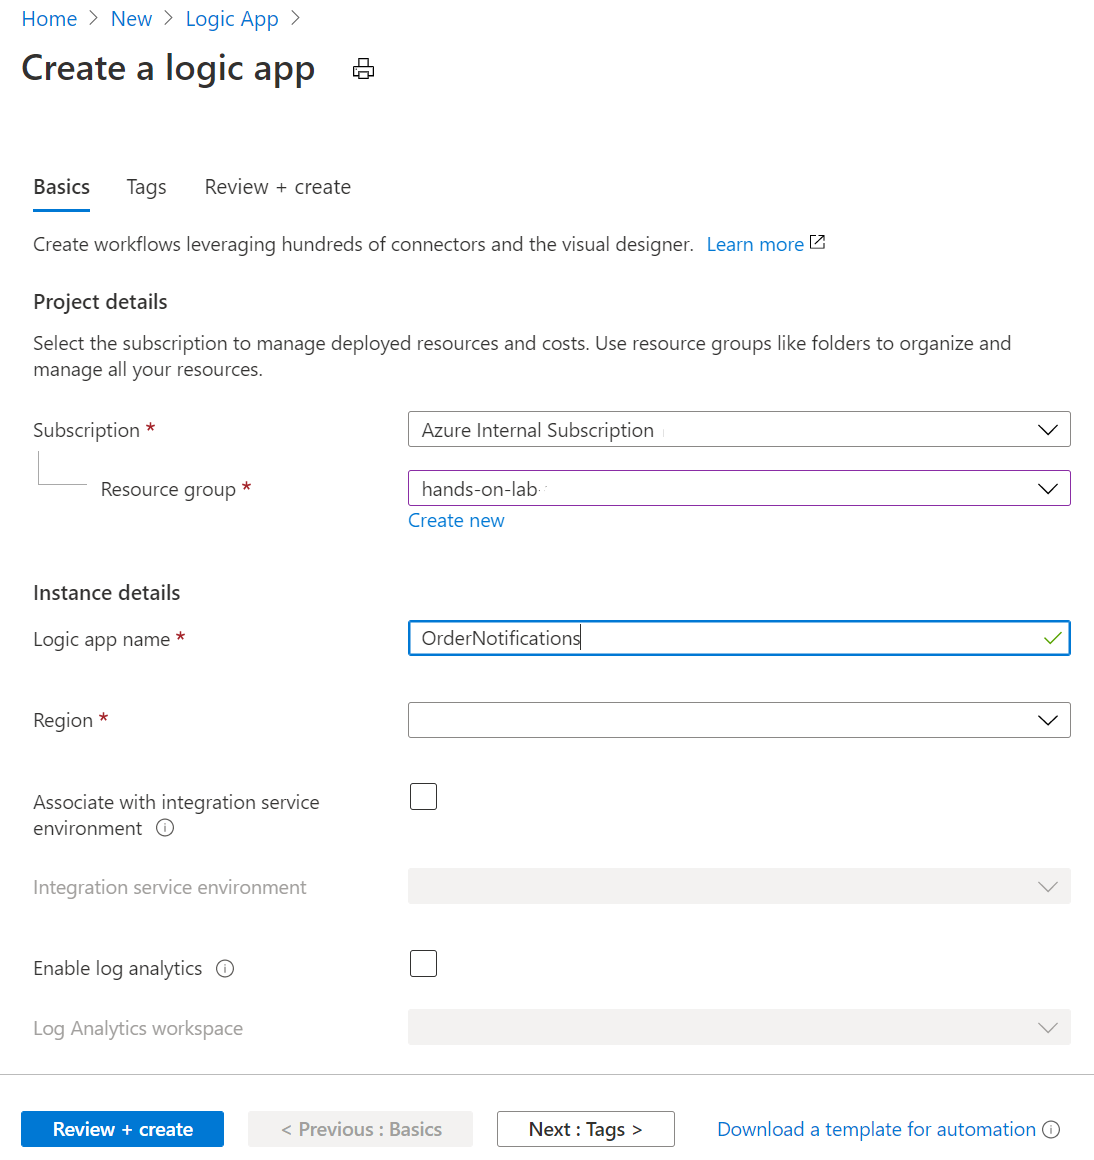 Home > New > Logic App >
Create a logic app
Basics Tags Review + create
Create workflows leveraging hundreds of connectors and the visual designer. Learn more
Project details
Select the subscription to manage deployed resources and costs. Use resource groups like folders to organize and
manage all your resources.
Subscription * Azure Internal Subscription
Resource group * hands-on-lab
Create new
Instance details
Logic app name * OrderNotifications
Region *
Associate with integration service
environment
Integration service environment
Enable log analytics
Log Analytics workspace
Review + create < Previous : Basics Next : Tags > Download a template for automation